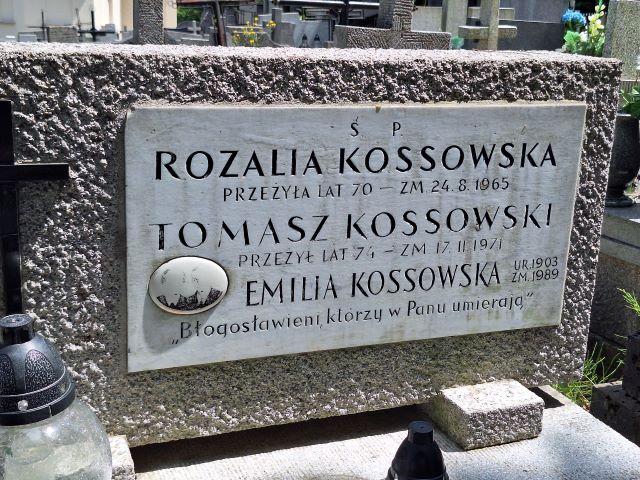 Ś P
ROZALIA KOSSOWSKA
PRZEŻYŁA LAT 70 – ZM. 24.8.1965
TOMASZ KOSSOWSKI
PRZEŻYŁ LAT 74 – ZM. 17.11.1971
EMILIA KOSSOWSKA UR. 1903
ZM. 1989
„Błogosławieni, którzy w Panu umierają"